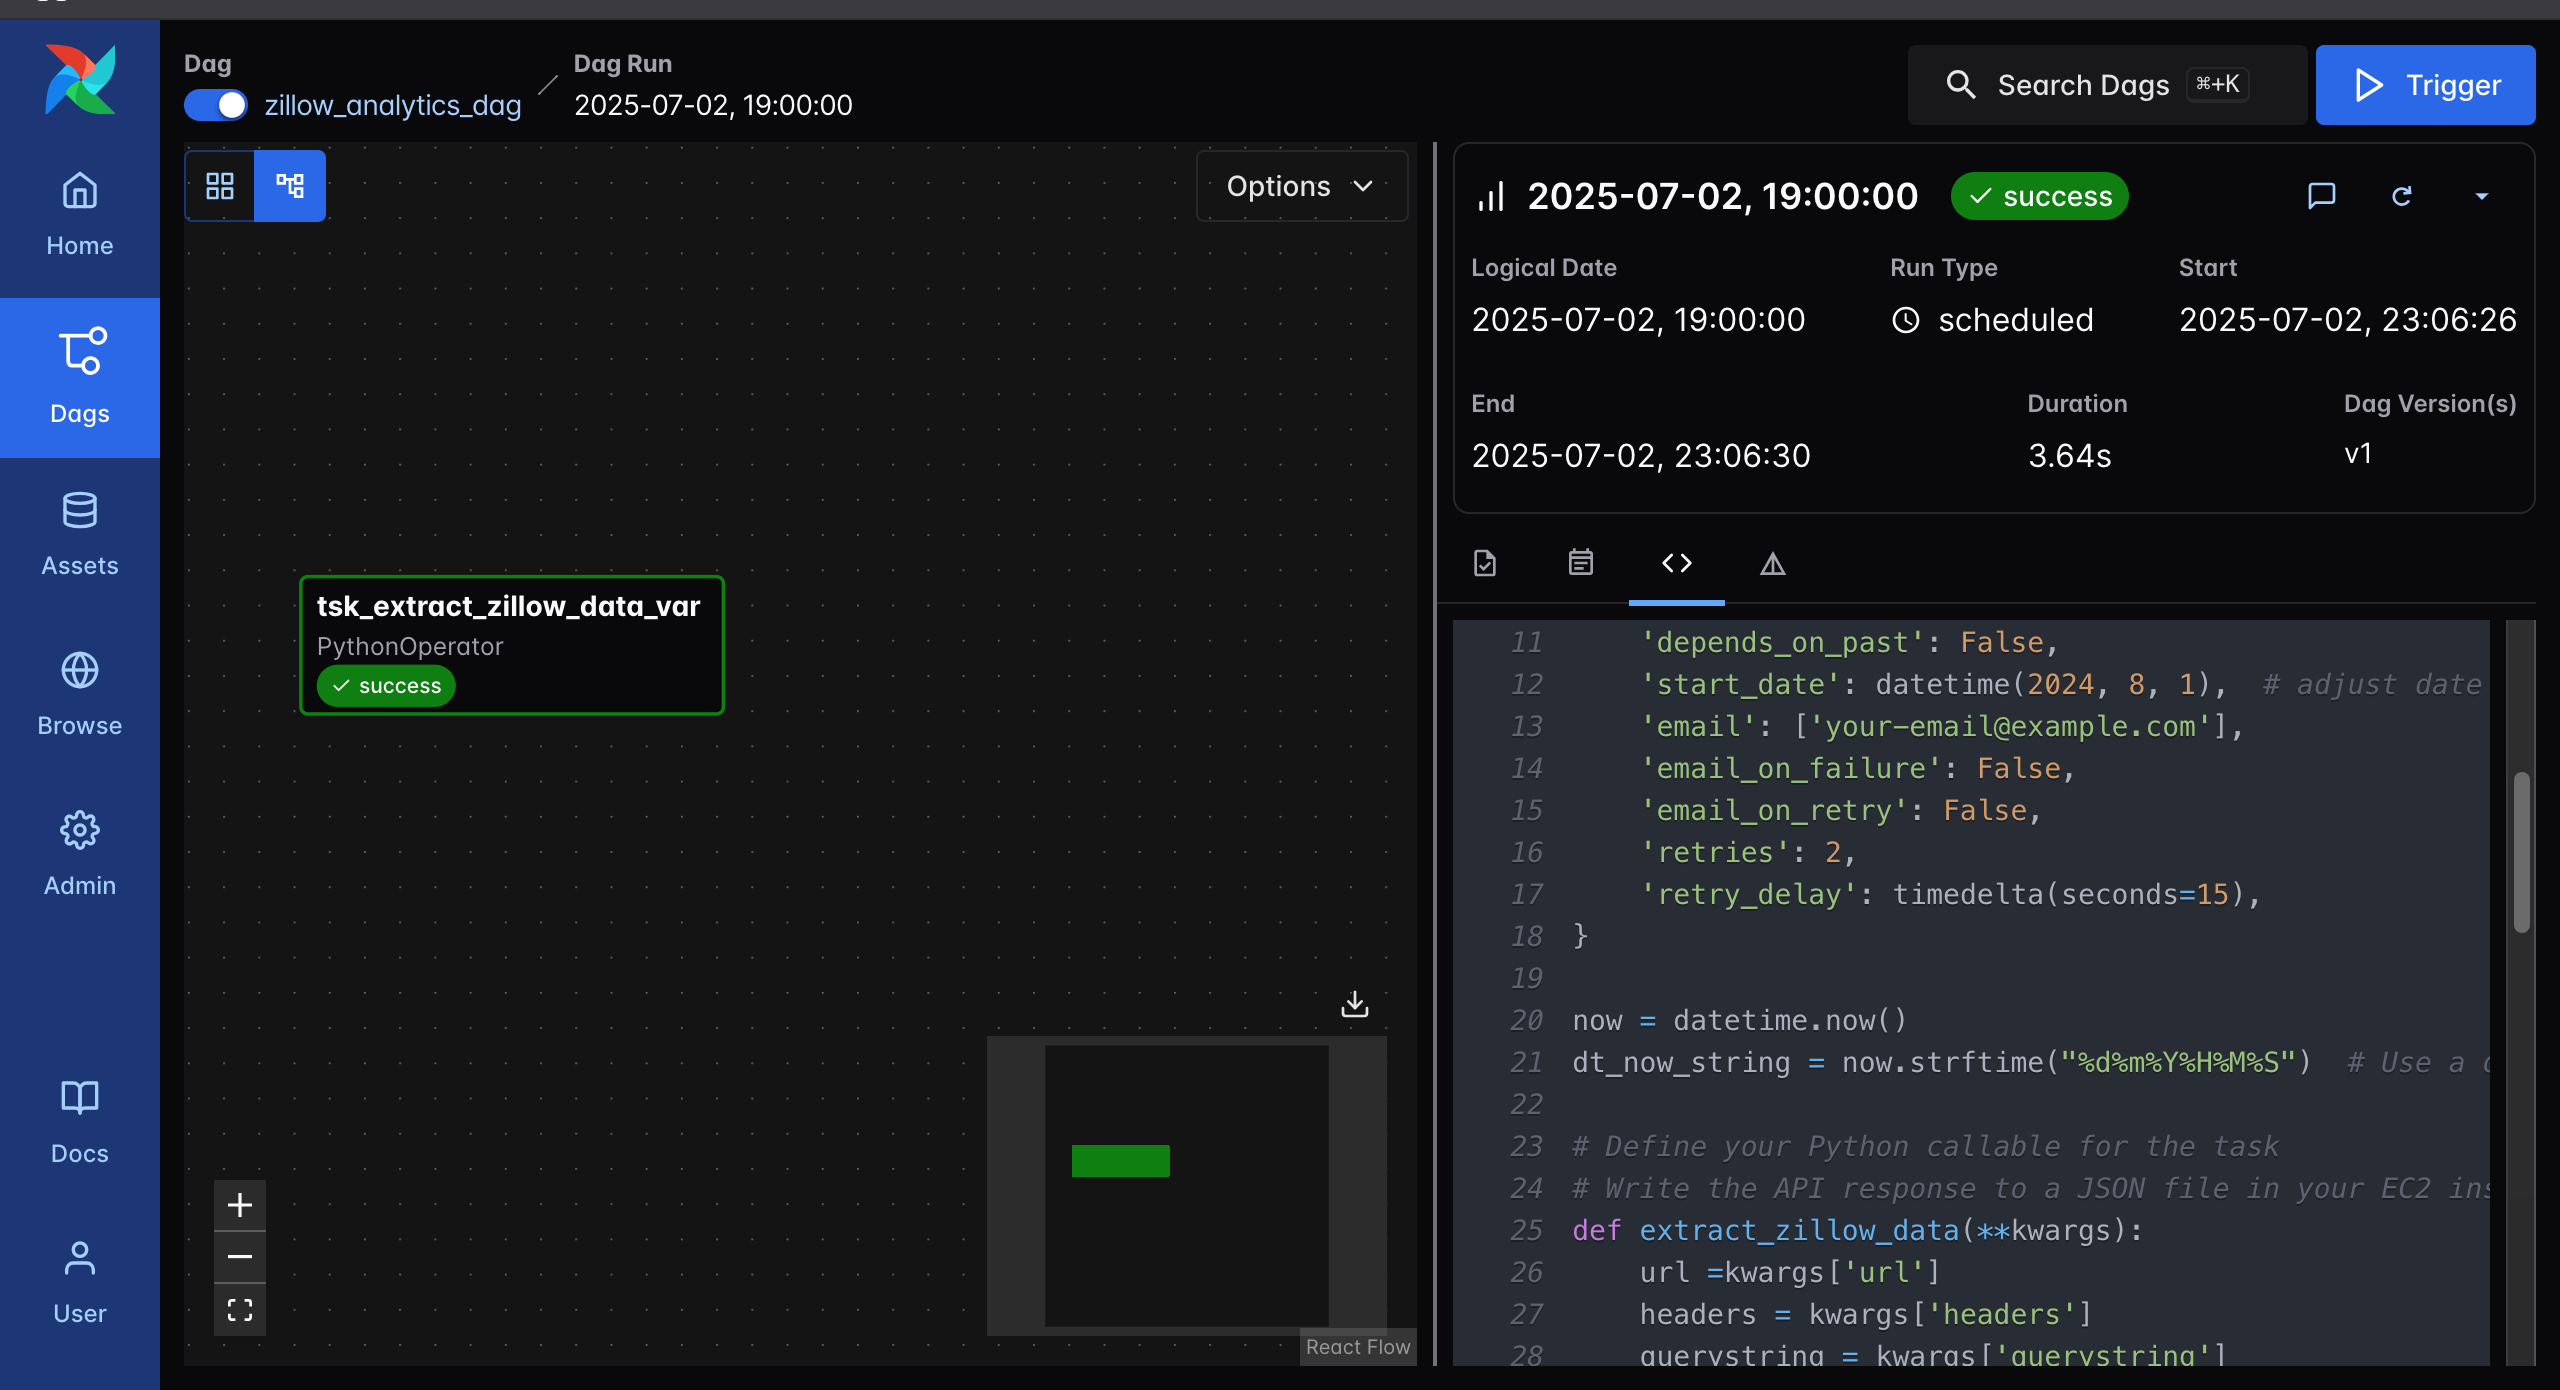 Dag
zillow_analytics_dag
Dag Run
2025-07-02, 19:00:00
Search Dags
⌘+K
Trigger
Home
Dags
Assets
Browse
Admin
Docs
User
Options
tsk_extract_zillow_data_var
PythonOperator
success
React Flow
2025-07-02, 19:00:00
success
Logical Date
2025-07-02, 19:00:00
Run Type
scheduled
Start
2025-07-02, 23:06:26
End
2025-07-02, 23:06:30
Duration
3.64s
Dag Version(s)
v1
11 'depends_on_past': False,
12 'start_date': datetime(2024, 8, 1),  # adjust date
13 'email': ['your-email@example.com'],
14 'email_on_failure': False,
15 'email_on_retry': False,
16 'retries': 2,
17 'retry_delay': timedelta(seconds=15),
18 }
19
20 now = datetime.now()
21 dt_now_string = now.strftime("%d%m%Y%H%M%S")  # Use a
22
23 # Define your Python callable for the task
24 # Write the API response to a JSON file in your EC2
25 def extract_zillow_data(**kwargs):
26 url =kwargs['url']
27 headers = kwargs['headers']
28 querystring = kwargs['querystring']